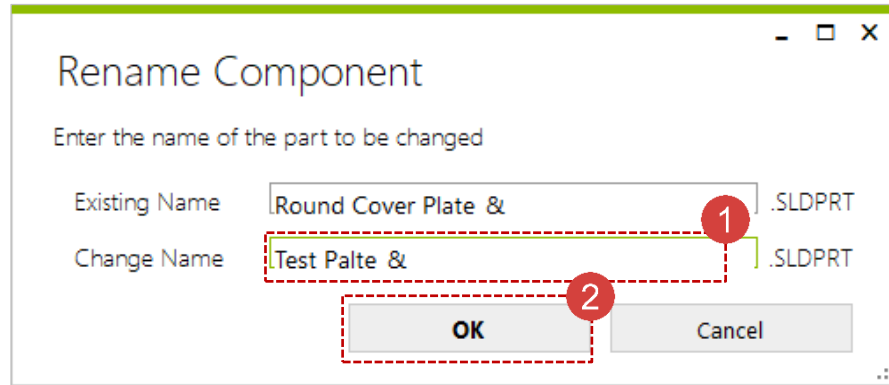 Rename Component
Enter the name of the part to be changed
Existing Name Round Cover Plate & .SLDPRT
1
Change Name Test Palte & .SLDPRT
2
OK Cancel